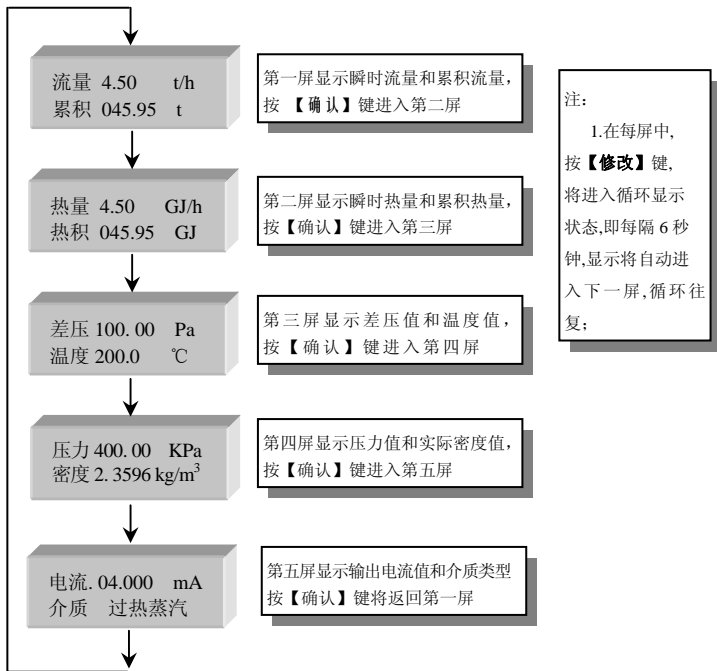 流量 4.50 t/h
累积 045.95 t
第一屏显示瞬时流量和累积流量，
按 【确认】键进入第二屏
热量 4.50 GJ/h
热积 045.95 GJ
第二屏显示瞬时热量和累积热量，
按【确认】键进入第三屏
差压 100.00 Pa
温度 200.0 ℃
第三屏显示差压值和温度值，
按【确认】键进入第四屏
压力 400.00 KPa
密度 2.3596 kg/m³
第四屏显示压力值和实际密度值，
按【确认】键进入第五屏
电流. 04.000 mA
介质 过热蒸汽
第五屏显示输出电流值和介质类型
按【确认】键将返回第一屏
注：
1.在每屏中,
按【修改】键,
将进入循环显示
状态,即每隔 6 秒
钟,显示将自动进
入下一屏,循环往
复;